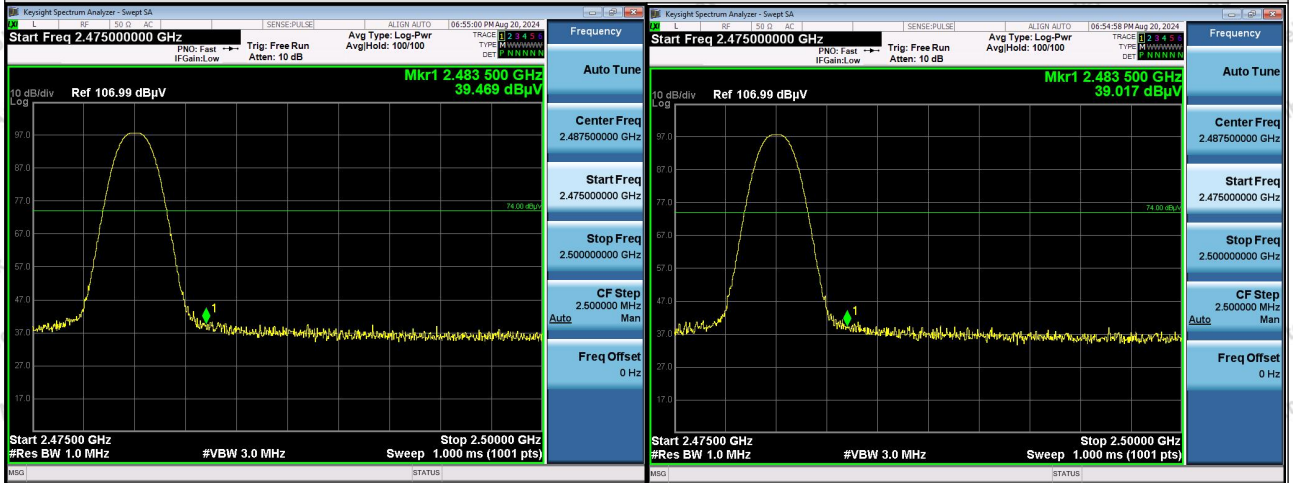 Keysight Spectrum Analyzer - Swept SA
L RF 50 Ω AC SENSE:PULSE ALIGN AUTO 06:55:00 PM Aug 20, 2024
Start Freq 2.475000000 GHz
PNO: Fast
IFGain:Low
Trig: Free Run
Atten: 10 dB
Avg Type: Log-Pwr
Avg|Hold: 100/100
TRACE 1 2 3 4 5 6
TYPE M WWWWW
DET P NNNNN
Mkr1 2.483 500 GHz
39.469 dBµV
10 dB/div Ref 106.99 dBµV
Log
97.0
87.0
77.0
74.00 dBµV
67.0
57.0
47.0
1
37.0
27.0
17.0
Start 2.47500 GHz Stop 2.50000 GHz
#Res BW 1.0 MHz #VBW 3.0 MHz Sweep 1.000 ms (1001 pts)
MSG STATUS
Frequency
Auto Tune
Center Freq
2.487500000 GHz
Start Freq
2.475000000 GHz
Stop Freq
2.500000000 GHz
CF Step
2.500000 MHz
Auto Man
Freq Offset
0 Hz
Keysight Spectrum Analyzer - Swept SA
L RF 50 Ω AC SENSE:PULSE ALIGN AUTO 06:54:58 PM Aug 20, 2024
Start Freq 2.475000000 GHz
PNO: Fast
IFGain:Low
Trig: Free Run
Atten: 10 dB
Avg Type: Log-Pwr
Avg|Hold: 100/100
TRACE 1 2 3 4 5 6
TYPE M WWWWW
DET P NNNNN
Mkr1 2.483 500 GHz
39.017 dBµV
10 dB/div Ref 106.99 dBµV
Log
97.0
87.0
77.0
74.00 dBµV
67.0
57.0
47.0
1
37.0
27.0
17.0
Start 2.47500 GHz Stop 2.50000 GHz
#Res BW 1.0 MHz #VBW 3.0 MHz Sweep 1.000 ms (1001 pts)
MSG STATUS
Frequency
Auto Tune
Center Freq
2.487500000 GHz
Start Freq
2.475000000 GHz
Stop Freq
2.500000000 GHz
CF Step
2.500000 MHz
Auto Man
Freq Offset
0 Hz